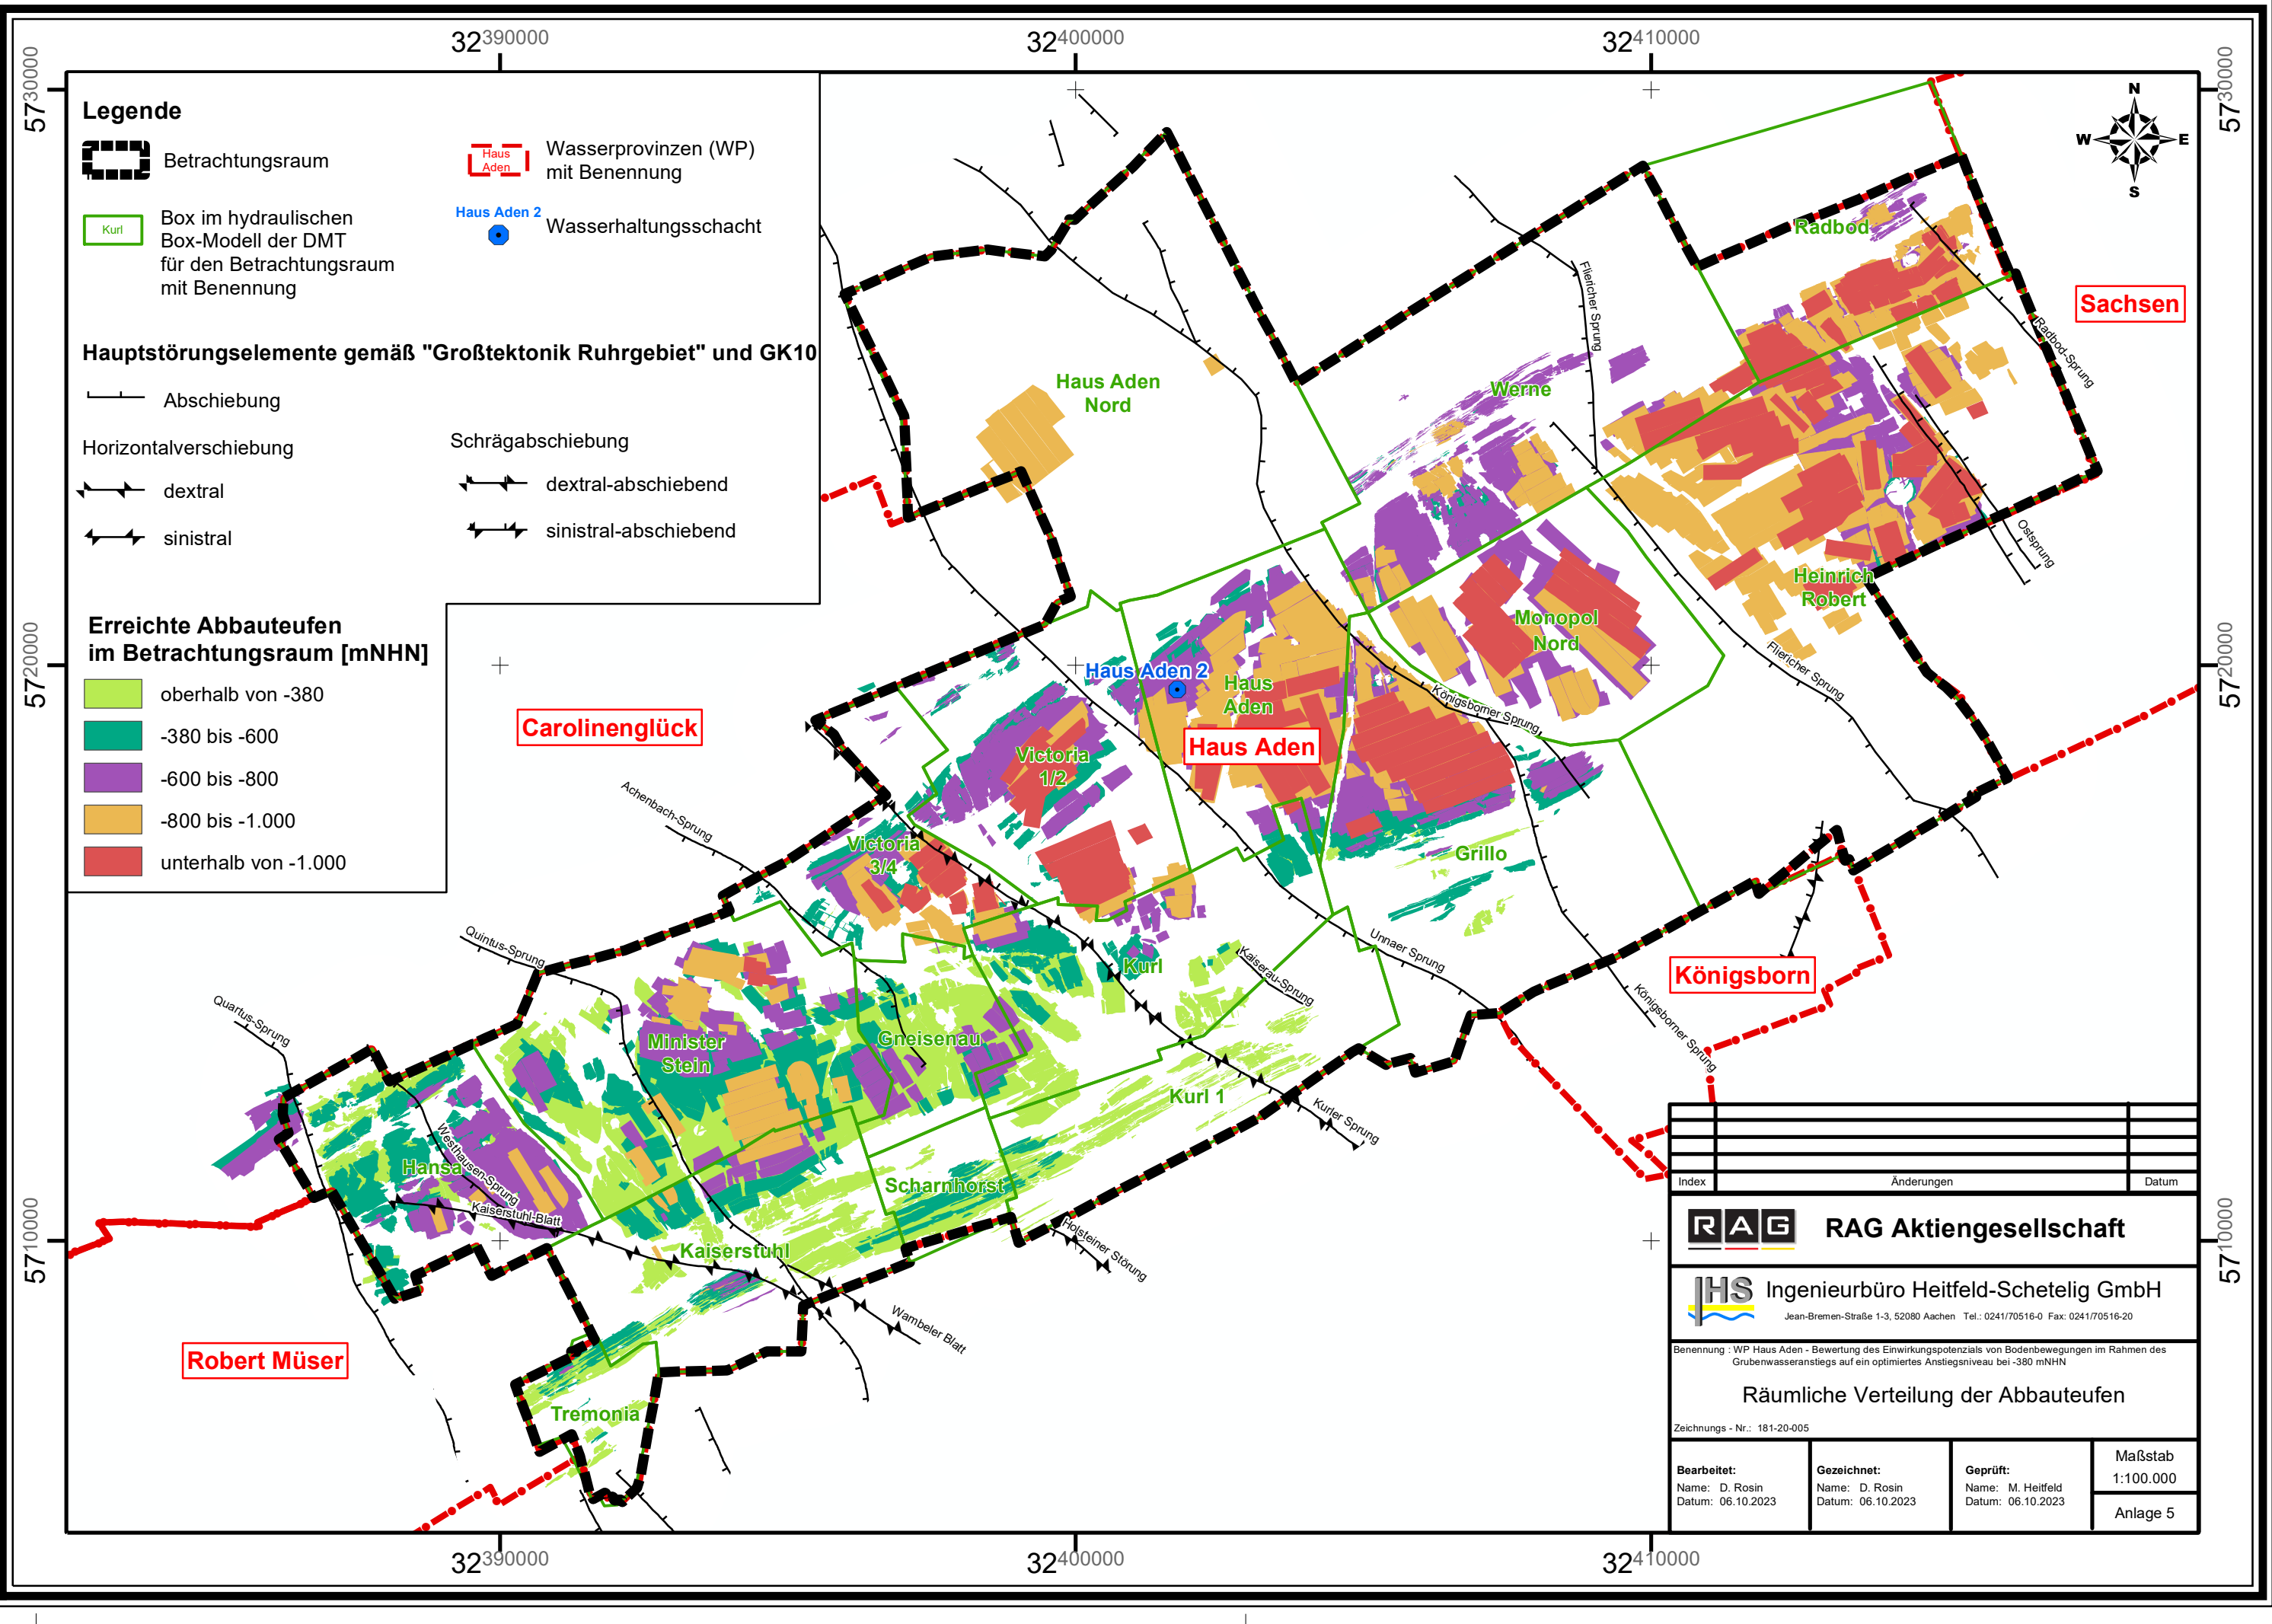 32390000
32400000
32410000
5730000
5730000
Legende
Betrachtungsraum
Haus
Aden
Wasserprovinzen (WP)
mit Benennung
Kurl
Box im hydraulischen
Box-Modell der DMT
für den Betrachtungsraum
mit Benennung
Haus Aden 2
Wasserhaltungsschacht
Hauptstörungselemente gemäß "Großtektonik Ruhrgebiet" und GK10
Abschiebung
Horizontalverschiebung
dextral
sinistral
Schrägabschiebung
dextral-abschiebend
sinistral-abschiebend
Erreichte Abbauteufen
im Betrachtungsraum [mNHN]
oberhalb von -380
-380 bis -600
-600 bis -800
-800 bis -1.000
unterhalb von -1.000
N
W
E
S
Radbod
Sachsen
Fliericher Sprung
Radbod-Sprung
Haus Aden
Nord
Werne
Ostsprung
Heinrich
Robert
Monopol
Nord
5720000
5720000
Fliericher Sprung
Haus Aden 2
Haus
Aden
Königsborner Sprung
Carolinenglück
Haus Aden
Victoria
1/2
Achenbach-Sprung
Victoria
3/4
Grillo
Quintus-Sprung
Unnaer Sprung
Kurl
Kaiserau-Sprung
Königsborn
Königsborner Sprung
Quartus-Sprung
Minister
Stein
Gneisenau
Kurl 1
Kurler Sprung
Westhausen-Sprung
Hansa
Scharnhorst
Kaiserstuhl-Blatt
Kaiserstuhl
Holsteiner Störung
5710000
5710000
Wambeler Blatt
Robert Müser
Tremonia
Index
Änderungen
Datum
RAG
RAG Aktiengesellschaft
IHS
Ingenieurbüro Heitfeld-Schetelig GmbH
Jean-Bremen-Straße 1-3, 52080 Aachen Tel.: 0241/70516-0 Fax: 0241/70516-20
Benennung : WP Haus Aden - Bewertung des Einwirkungspotenzials von Bodenbewegungen im Rahmen des
Grubenwasseranstiegs auf ein optimiertes Anstiegsniveau bei -380 mNHN
Räumliche Verteilung der Abbauteufen
Zeichnungs - Nr.: 181-20-005
Bearbeitet:
Name: D. Rosin
Datum: 06.10.2023
Gezeichnet:
Name: D. Rosin
Datum: 06.10.2023
Geprüft:
Name: M. Heitfeld
Datum: 06.10.2023
Maßstab
1:100.000
Anlage 5
32390000
32400000
32410000